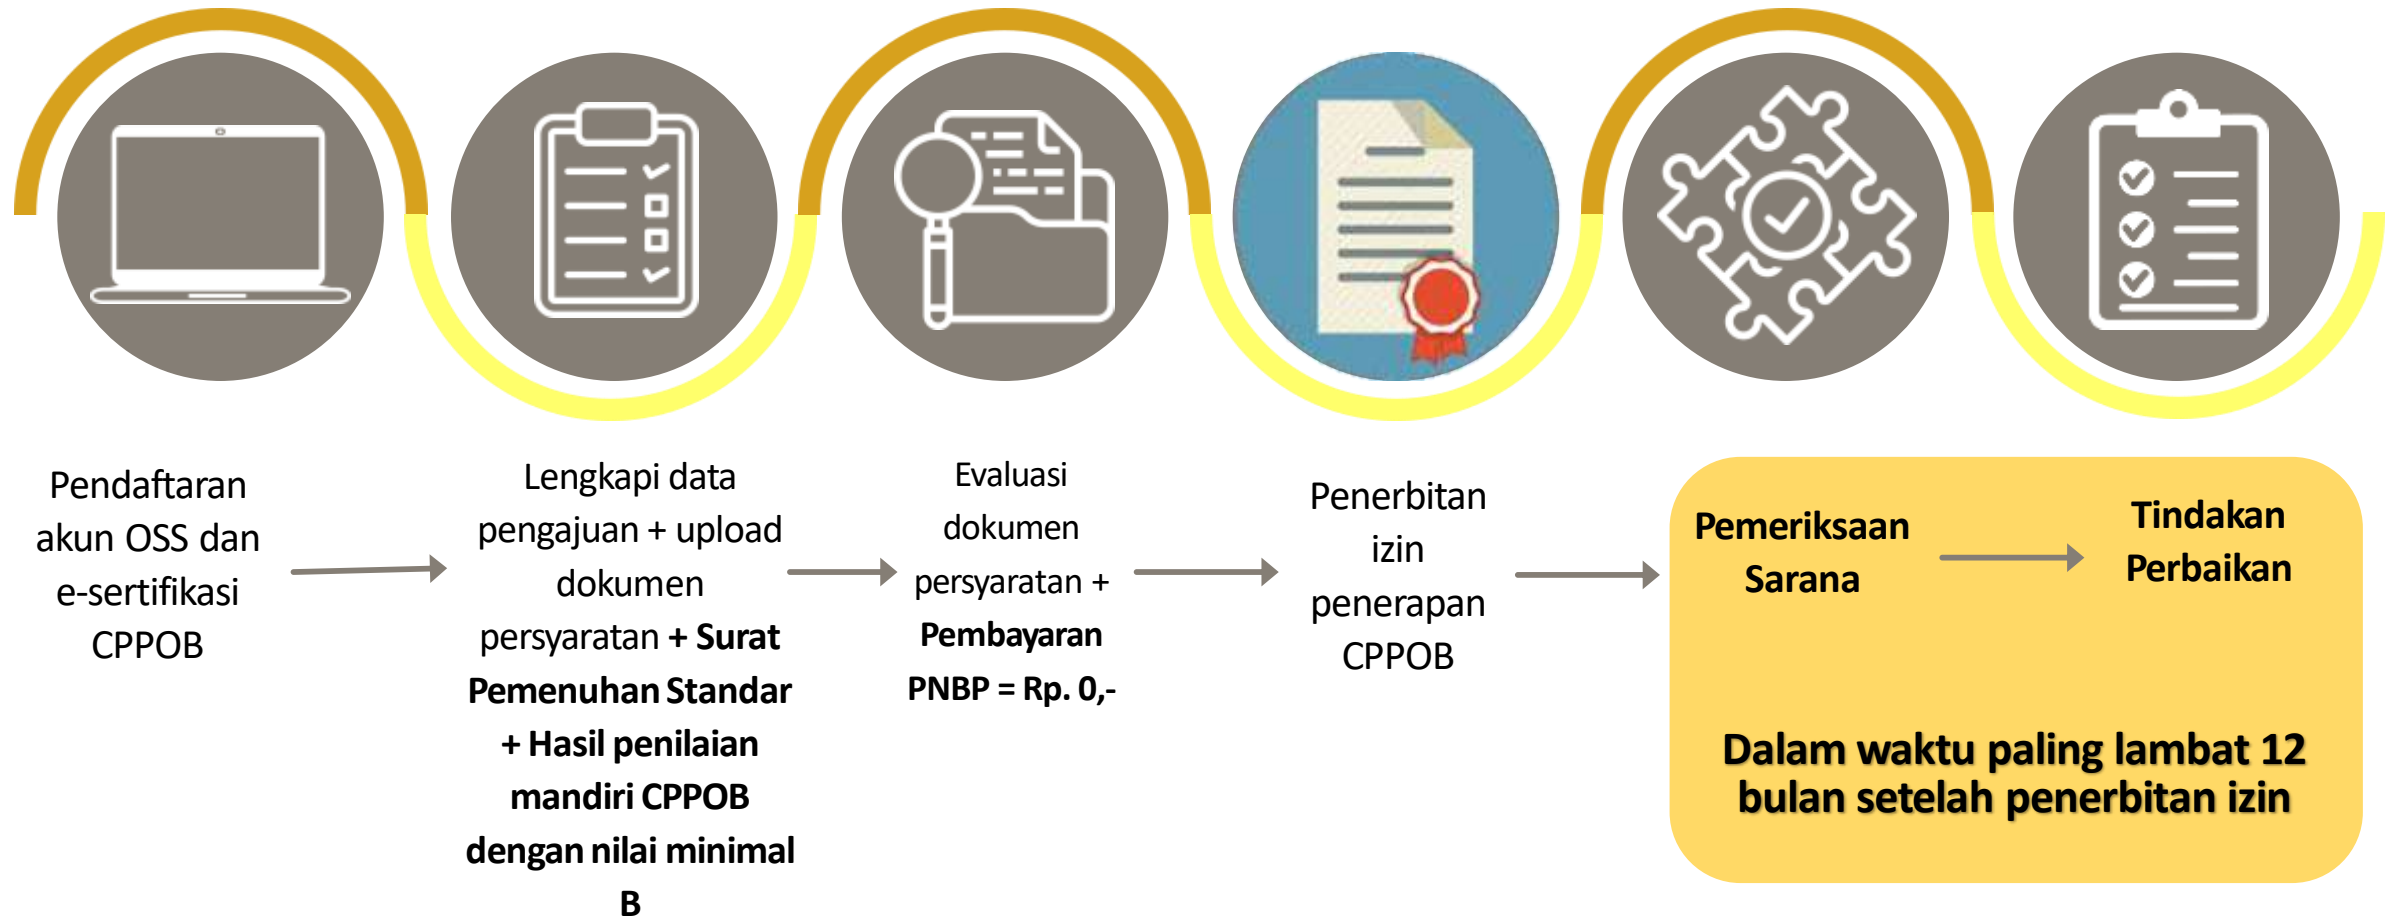 Pendaftaran
akun OSS dan
e-sertifikasi
CPPOB
Lengkapi data
pengajuan + upload
dokumen
persyaratan + Surat
Pemenuhan Standar
+ Hasil penilaian
mandiri CPPOB
dengan nilai minimal
B
Evaluasi
dokumen
persyaratan +
Pembayaran
PNBP = Rp. 0,-
Penerbitan
izin
penerapan
CPPOB
Pemeriksaan
Sarana
Tindakan
Perbaikan
Dalam waktu paling lambat 12
bulan setelah penerbitan izin